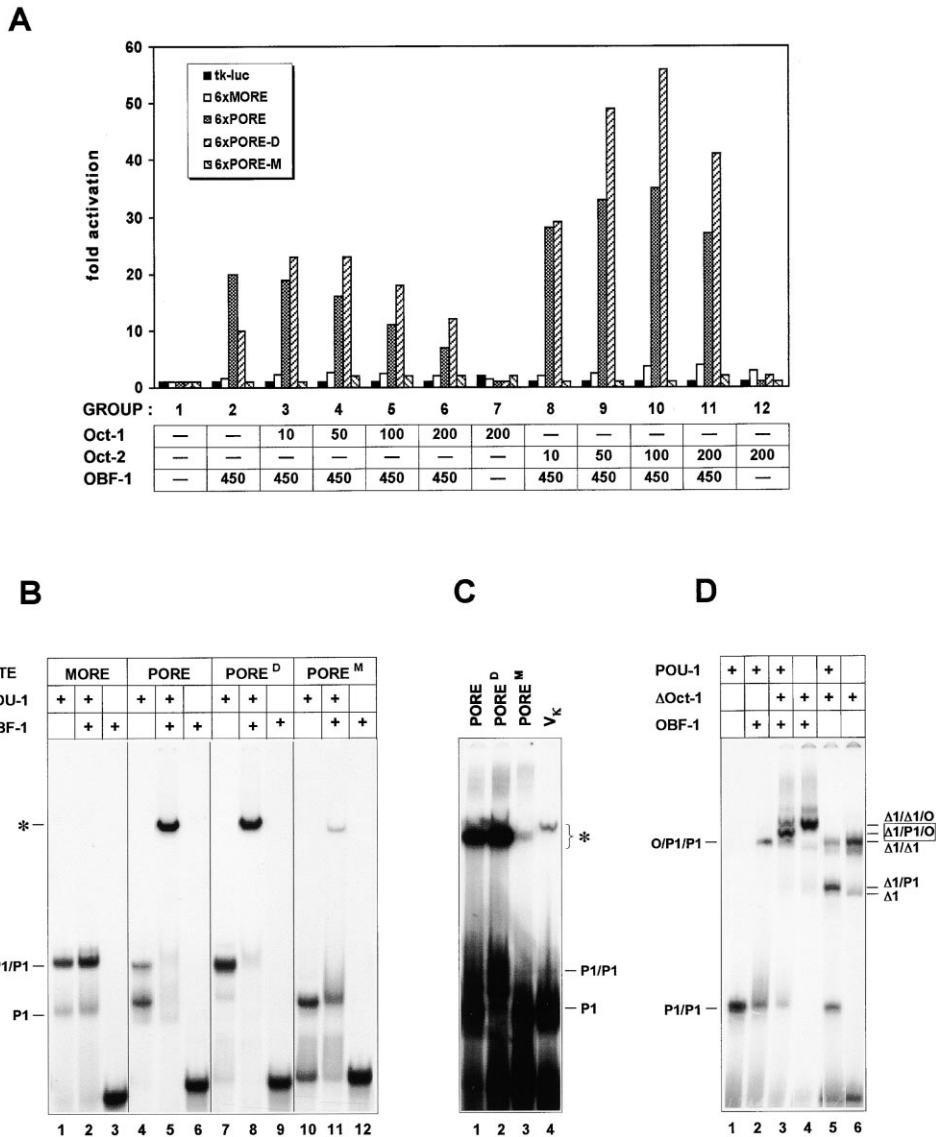 A
60
50
40
30
20
10
0
fold activation
tk-luc
6xMORE
6xPORE
6xPORE-D
6xPORE-M
GROUP : 1 2 3 4 5 6 7 8 9 10 11 12
Oct-1 — — 10 50 100 200 200 — — — — —
Oct-2 — — — — — — — 10 50 100 200 200
OBF-1 — 450 450 450 450 450 — 450 450 450 450 —
B
TE MORE PORE PORE D PORE M
OU-1 + + + + + + + +
BF-1 + + + + + + + +
*
P1/P1
P1
1 2 3 4 5 6 7 8 9 10 11 12
C
PORE PORE D PORE M VK
*
P1/P1
P1
1 2 3 4
D
POU-1 + + + +
ΔOct-1 + + + +
OBF-1 + + +
O/P1/P1
P1/P1
Δ1/Δ1/O
Δ1/P1/O
Δ1/Δ1
Δ1/P1
Δ1
1 2 3 4 5 6